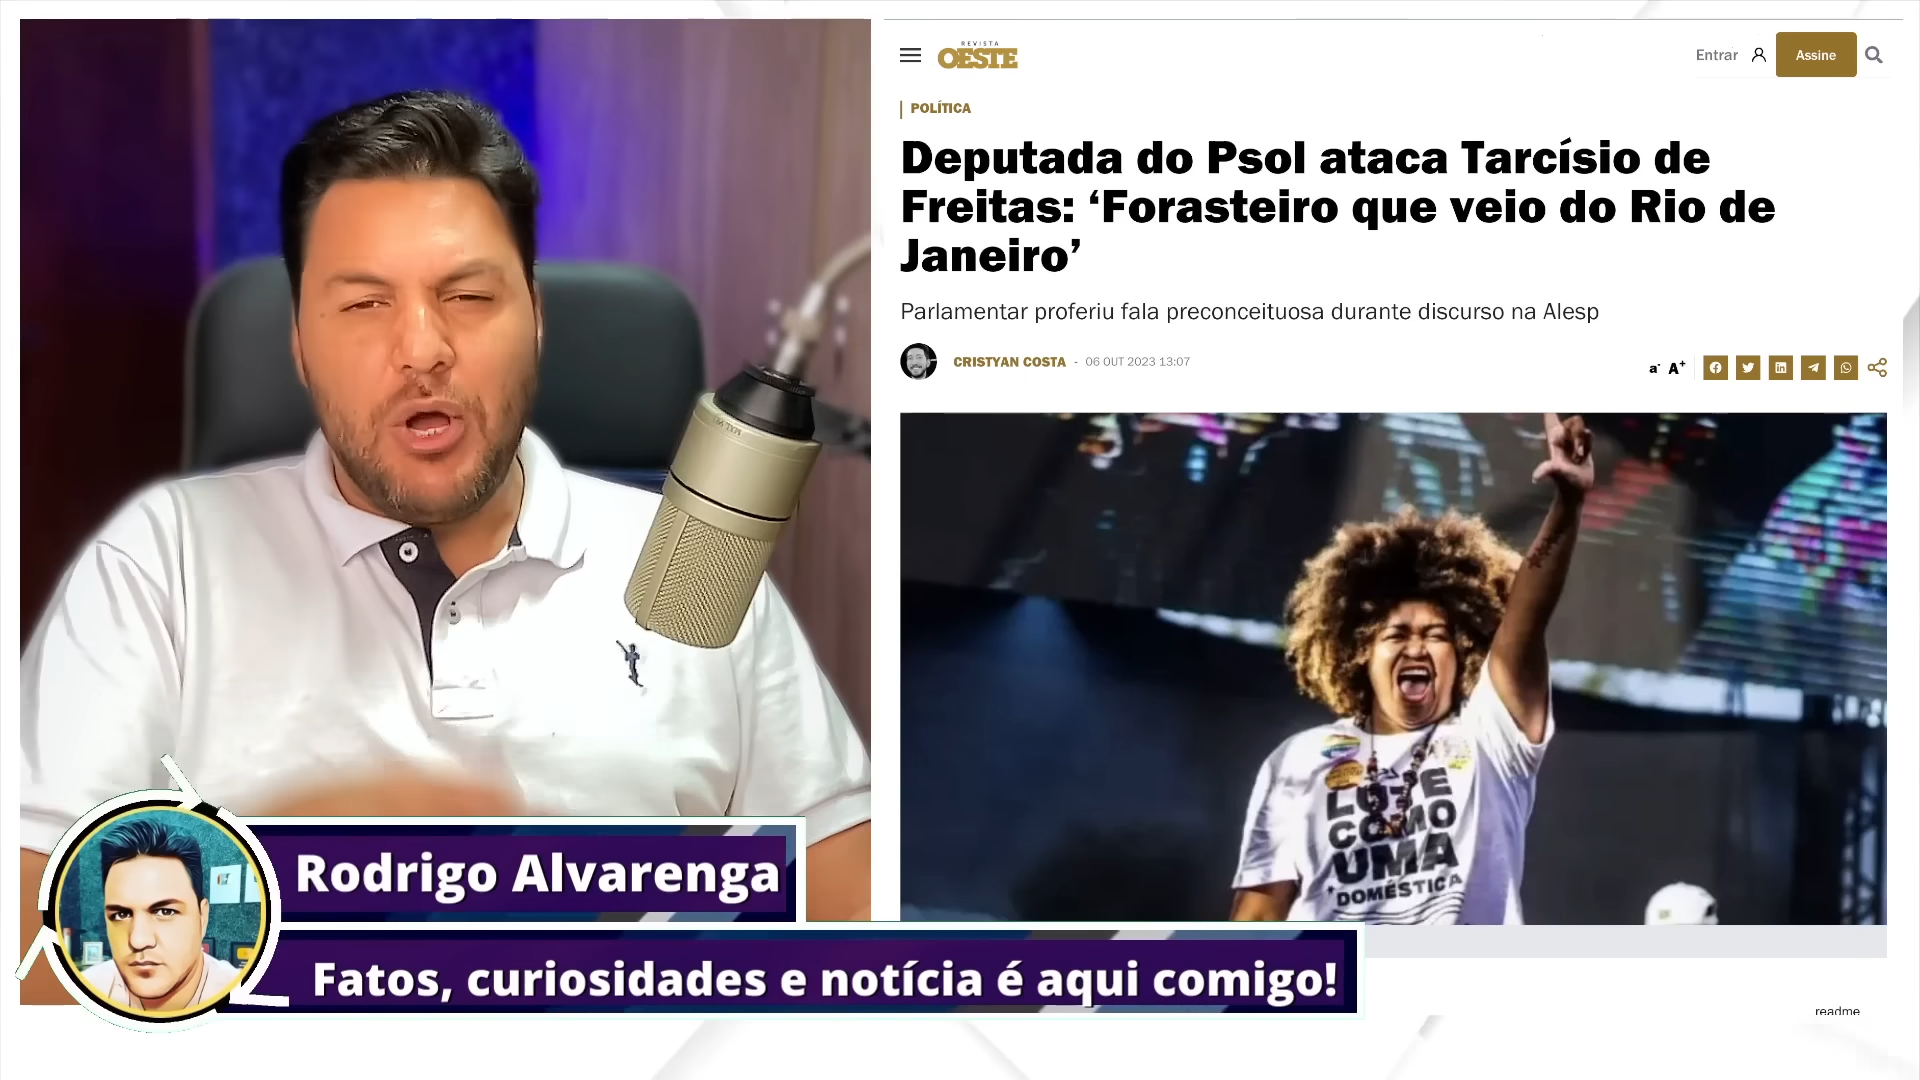 REVISTA
OESTE
Entrar
Assine
POLÍTICA
Deputada do Psol ataca Tarcísio de
Freitas: ‘Forasteiro que veio do Rio de
Janeiro’
Parlamentar proferiu fala preconceituosa durante discurso na Alesp
CRISTYAN COSTA - 06 OUT 2023 13:07
a- A+
LUTE
COMO
UMA
*DOMÉSTICA
Rodrigo Alvarenga
Fatos, curiosidades e notícia é aqui comigo!
readme